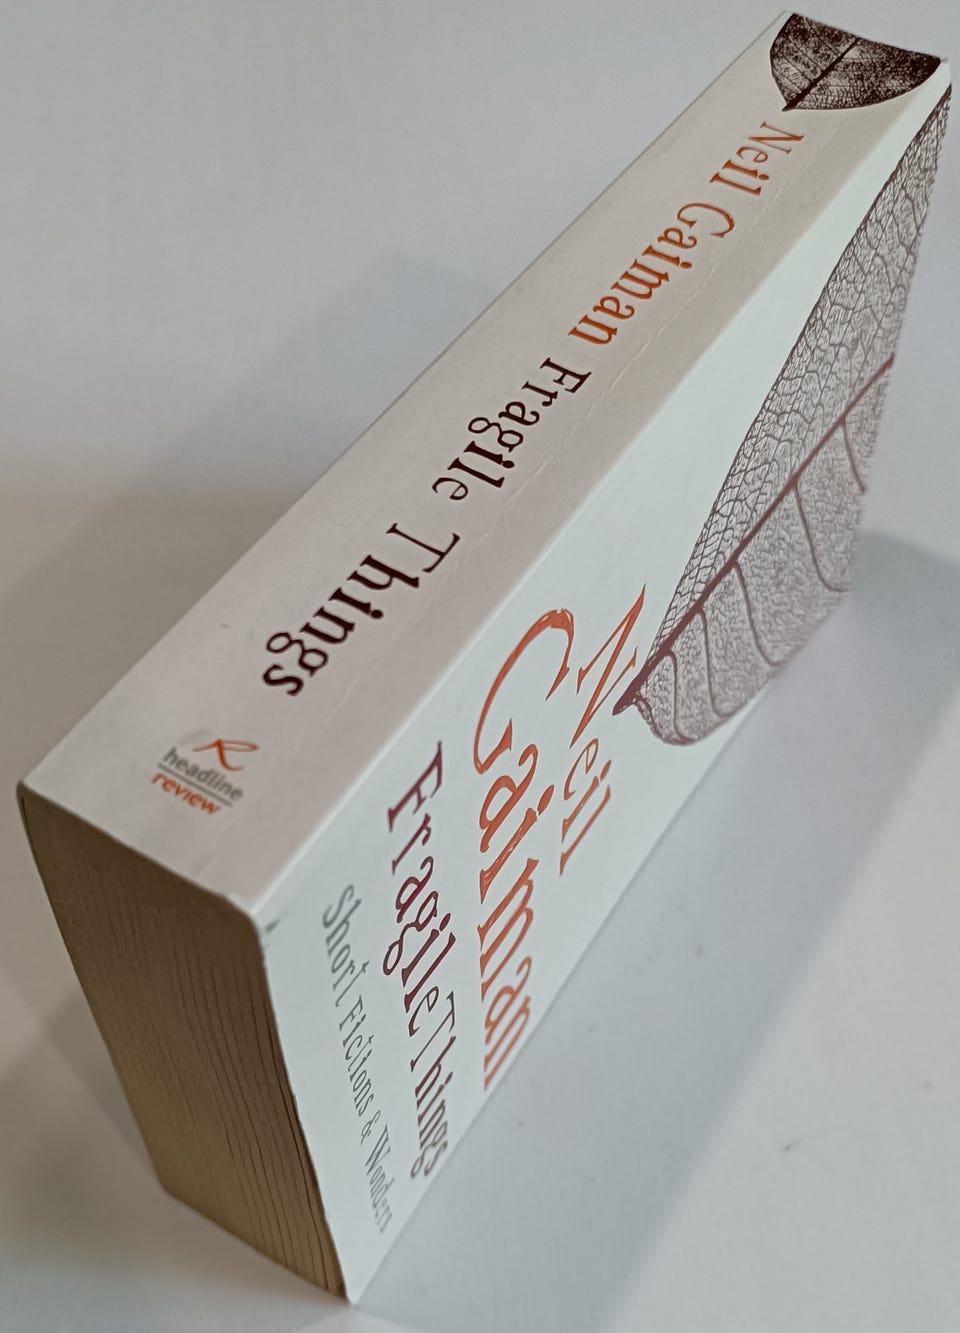 Neil Gaiman Fragile Things
headline
review
Neil
Gaiman
Fragile Things
Short Fictions & Wonders